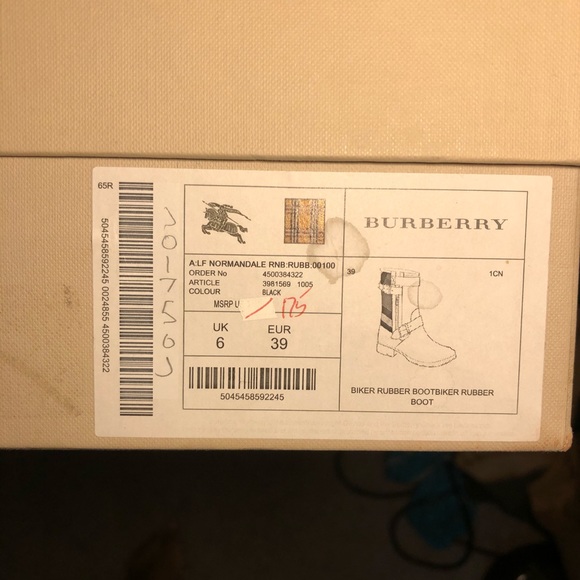 65R
5045458592245 0024855 4500384322
BURBERRY
A:LF NORMANDALE RNB:RUBB:00100
39
1CN
ORDER No 4500384322
ARTICLE 3981569 1005
COLOUR BLACK
MSRP U
175
UK EUR
6 39
5045458592245
BIKER RUBBER BOOTBIKER RUBBER
BOOT